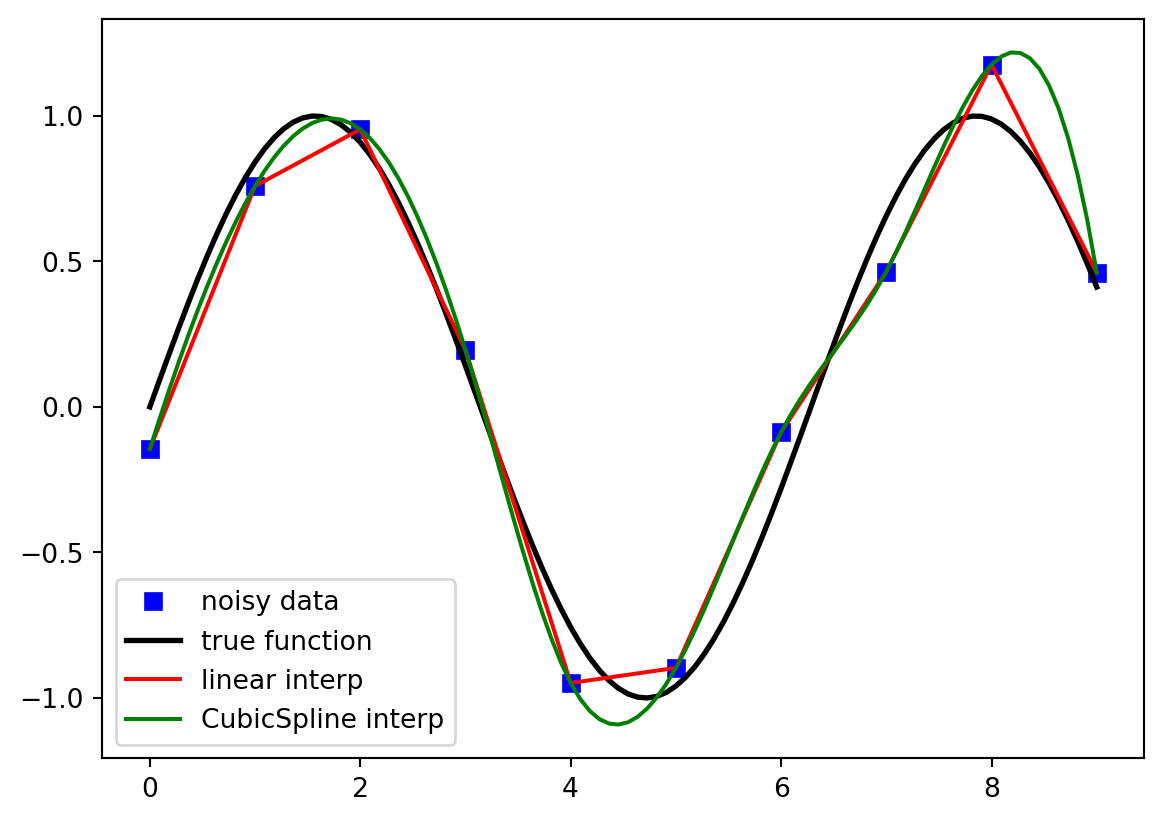 1.0
0.5
0.0
−0.5
−1.0
noisy data
true function
linear interp
CubicSpline interp
0 2 4 6 8